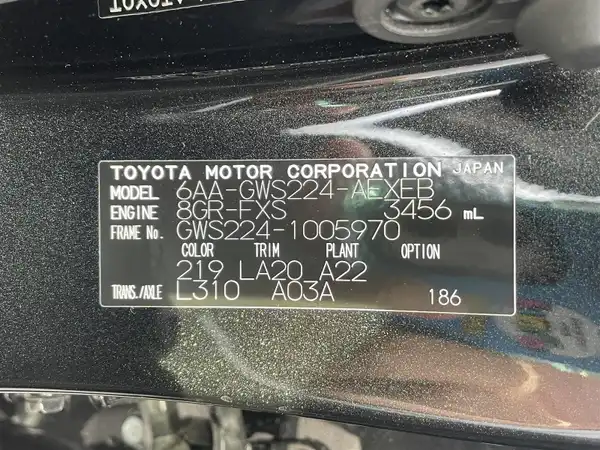 TOYOTA MOTOR CORPORATION JAPAN
MODEL 6AA-GWS224-AEXEB
ENGINE 8GR-FXS 3456 mL
FRAME No. GWS224-1005970
COLOR TRIM PLANT OPTION
219 LA20 A22
TRANS./AXLE L310 A03A 186